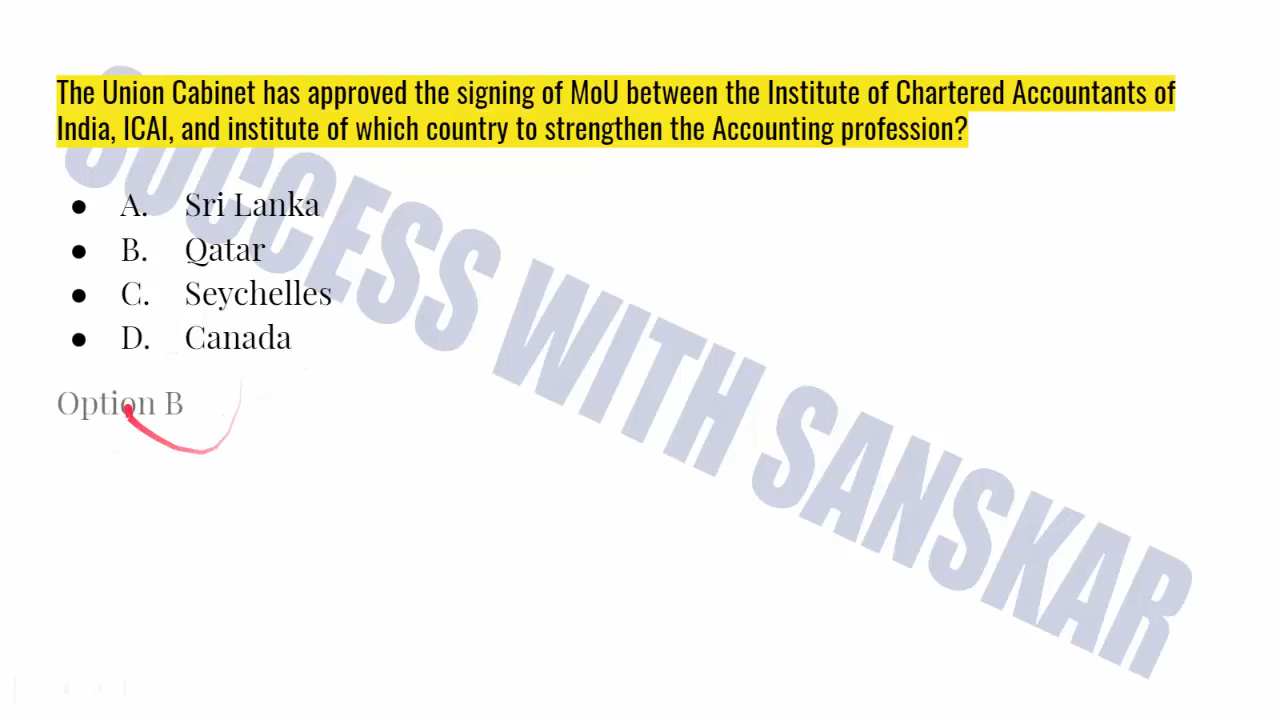 The Union Cabinet has approved the signing of MoU between the Institute of Chartered Accountants of
India, ICAI, and institute of which country to strengthen the Accounting profession?
● A. Sri Lanka
● B. Qatar
● C. Seychelles
● D. Canada
Option B
SUCCESS WITH SANSKAR